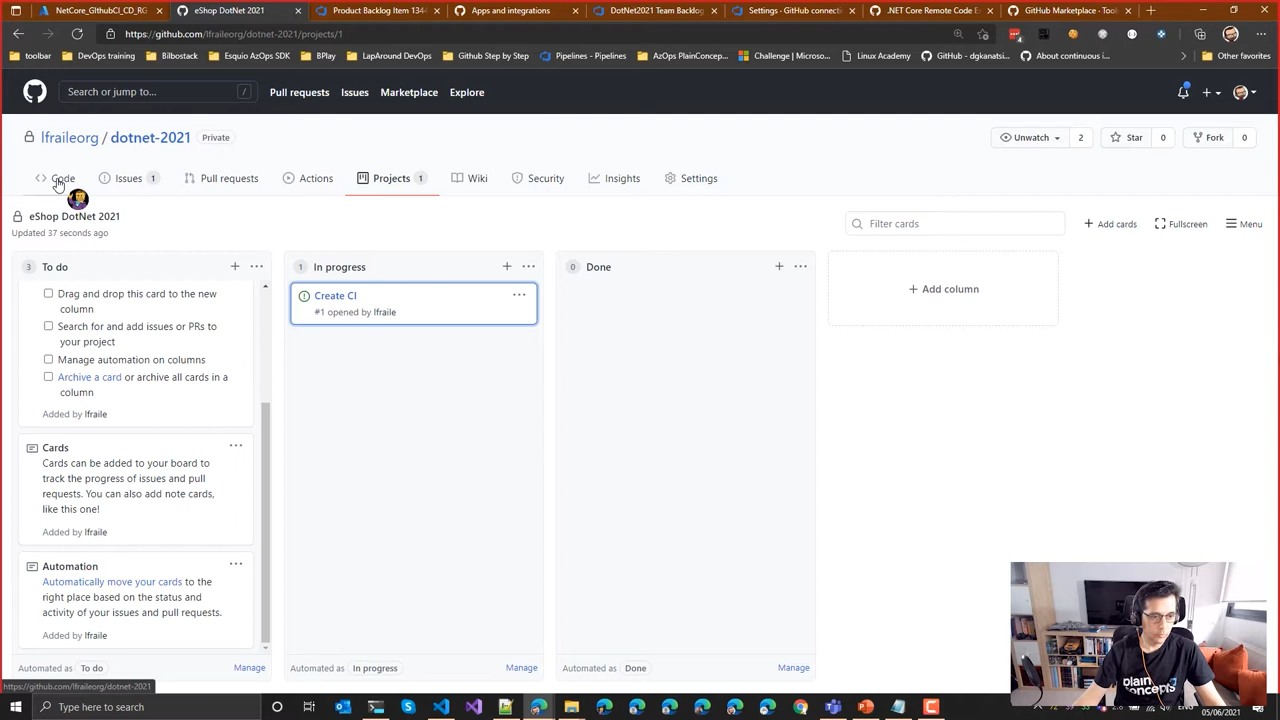 NetCore_GIthubCI_CD_RG
eShop DotNet 2021
Product Backlog Item 1344
Apps and integrations
DotNet2021 Team Backlog
Settings · GitHub connectio
.NET Core Remote Code E
GitHub Marketplace · Tool
https://github.com/lfraileorg/dotnet-2021/projects/1
toolbar
DevOps training
Bilbostack
Esquio AzDO
BPlay
LapAround DevOps
Github Step by Step
Pipelines - Pipelines
AzOps PlainConcep...
Challenge | Microso...
Linux Academy
GitHub - dgkanatsi...
About continuous i...
Other favorites
Search or jump to...
/
Pull requests
Issues
Marketplace
Explore
lfraileorg / dotnet-2021
Private
Unwatch
2
Star
0
Fork
0
Code
Issues 1
Pull requests
Actions
Projects 1
Wiki
Security
Insights
Settings
eShop DotNet 2021
Updated 37 seconds ago
Filter cards
Add cards
Fullscreen
Menu
3 To do
Drag and drop this card to the new
column
Search for and add issues or PRs to
your project
Manage automation on columns
Archive a card or archive all cards in a
column
Added by lfraile
Cards
Cards can be added to your board to
track the progress of issues and pull
requests. You can also add note cards,
like this one!
Added by lfraile
Automation
Automatically move your cards to the
right place based on the status and
activity of your issues and pull requests.
Added by lfraile
Automated as To do
Manage
1 In progress
Create CI
#1 opened by lfraile
Automated as In progress
Manage
0 Done
Automated as Done
Manage
+ Add column
https://github.com/lfraileorg/dotnet-2021
plain
concepts
Type here to search
ENG
05/06/2021